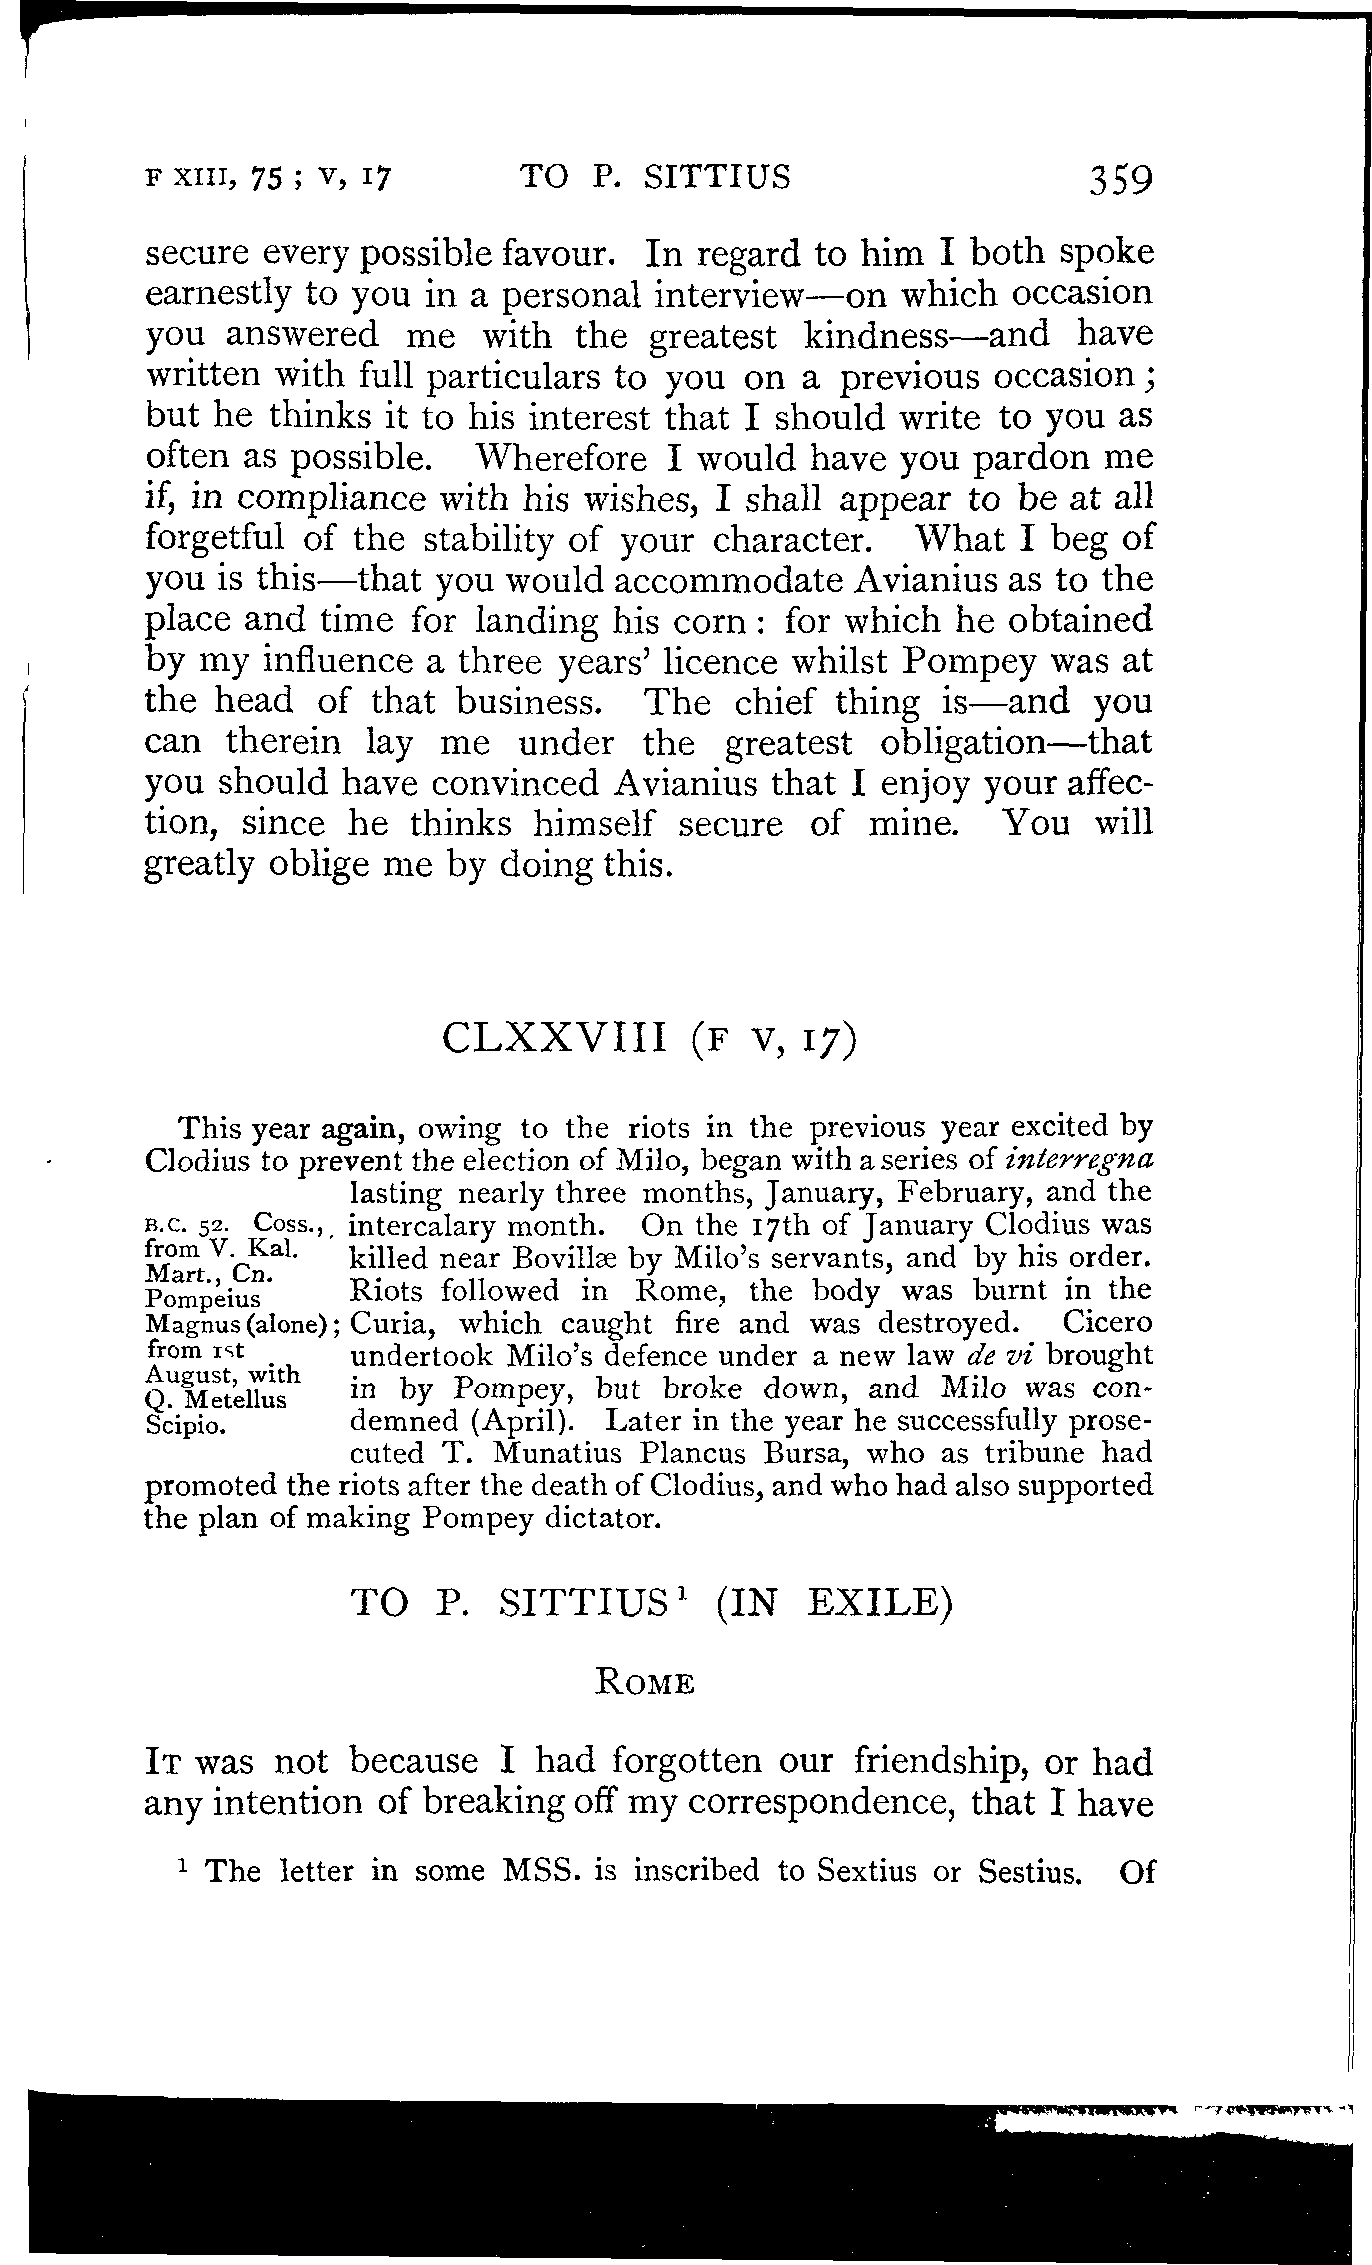 F XIII, 75 ; V, 17 TO P. SITTIUS 359
secure every possible favour. In regard to him I both spoke
earnestly to you in a personal interview—on which occasion
you answered me with the greatest kindness—and have
written with full particulars to you on a previous occasion ;
but he thinks it to his interest that I should write to you as
often as possible. Wherefore I would have you pardon me
if, in compliance with his wishes, I shall appear to be at all
forgetful of the stability of your character. What I beg of
you is this—that you would accommodate Avianius as to the
place and time for landing his corn : for which he obtained
by my influence a three years’ licence whilst Pompey was at
the head of that business. The chief thing is—and you
can therein lay me under the greatest obligation—that
you should have convinced Avianius that I enjoy your affec-
tion, since he thinks himself secure of mine. You will
greatly oblige me by doing this.
CLXXVIII (F V, 17)
This year again, owing to the riots in the previous year excited by
Clodius to prevent the election of Milo, began with a series of interregna
lasting nearly three months, January, February, and the
intercalary month. On the 17th of January Clodius was
killed near Bovillæ by Milo’s servants, and by his order.
Riots followed in Rome, the body was burnt in the
Curia, which caught fire and was destroyed. Cicero
undertook Milo’s defence under a new law de vi brought
in by Pompey, but broke down, and Milo was con-
demned (April). Later in the year he successfully prose-
cuted T. Munatius Plancus Bursa, who as tribune had
promoted the riots after the death of Clodius, and who had also supported
the plan of making Pompey dictator.
B.C. 52. Coss.,
from V. Kal.
Mart., Cn.
Pompeius
Magnus (alone) ;
from 1st
August, with
Q. Metellus
Scipio.
TO P. SITTIUS ¹ (IN EXILE)
ROME
IT was not because I had forgotten our friendship, or had
any intention of breaking off my correspondence, that I have
¹ The letter in some MSS. is inscribed to Sextius or Sestius. Of